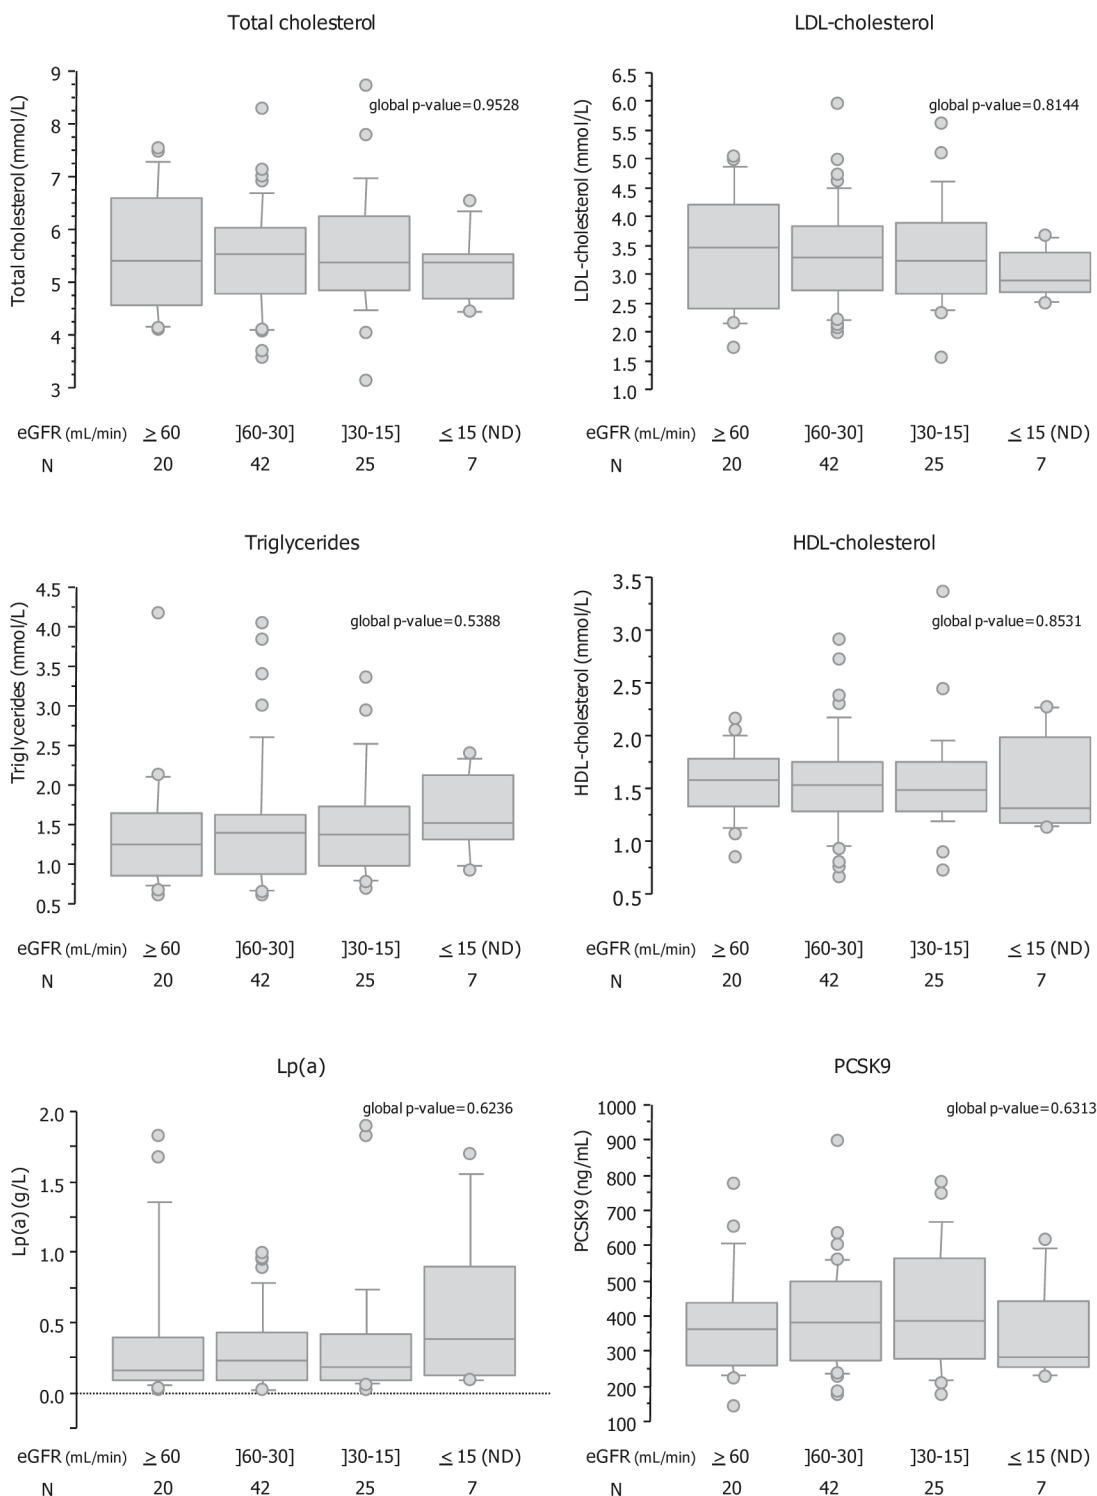 Total cholesterol
Total cholesterol (mmol/L)
9
8
7
6
5
4
3
global p-value=0.9528
eGFR (mL/min) ≥ 60 ]60-30] ]30-15] ≤ 15 (ND)
N 20 42 25 7
LDL-cholesterol
LDL-cholesterol (mmol/L)
6.5
6.0
5.5
5.0
4.5
4.0
3.5
3.0
2.5
2.0
1.5
1.0
global p-value=0.8144
eGFR (mL/min) ≥ 60 ]60-30] ]30-15] ≤ 15 (ND)
N 20 42 25 7
Triglycerides
Triglycerides (mmol/L)
4.5
4.0
3.5
3.0
2.5
2.0
1.5
1.0
0.5
global p-value=0.5388
eGFR (mL/min) ≥ 60 ]60-30] ]30-15] ≤ 15 (ND)
N 20 42 25 7
HDL-cholesterol
HDL-cholesterol (mmol/L)
3.5
3.0
2.5
2.0
1.5
1.0
0.5
global p-value=0.8531
eGFR (mL/min) ≥ 60 ]60-30] ]30-15] ≤ 15 (ND)
N 20 42 25 7
Lp(a)
Lp(a) (g/L)
2.0
1.5
1.0
0.5
0.0
global p-value=0.6236
eGFR (mL/min) ≥ 60 ]60-30] ]30-15] ≤ 15 (ND)
N 20 42 25 7
PCSK9
PCSK9 (ng/mL)
1000
900
800
700
600
500
400
300
200
100
global p-value=0.6313
eGFR (mL/min) ≥ 60 ]60-30] ]30-15] ≤ 15 (ND)
N 20 42 25 7